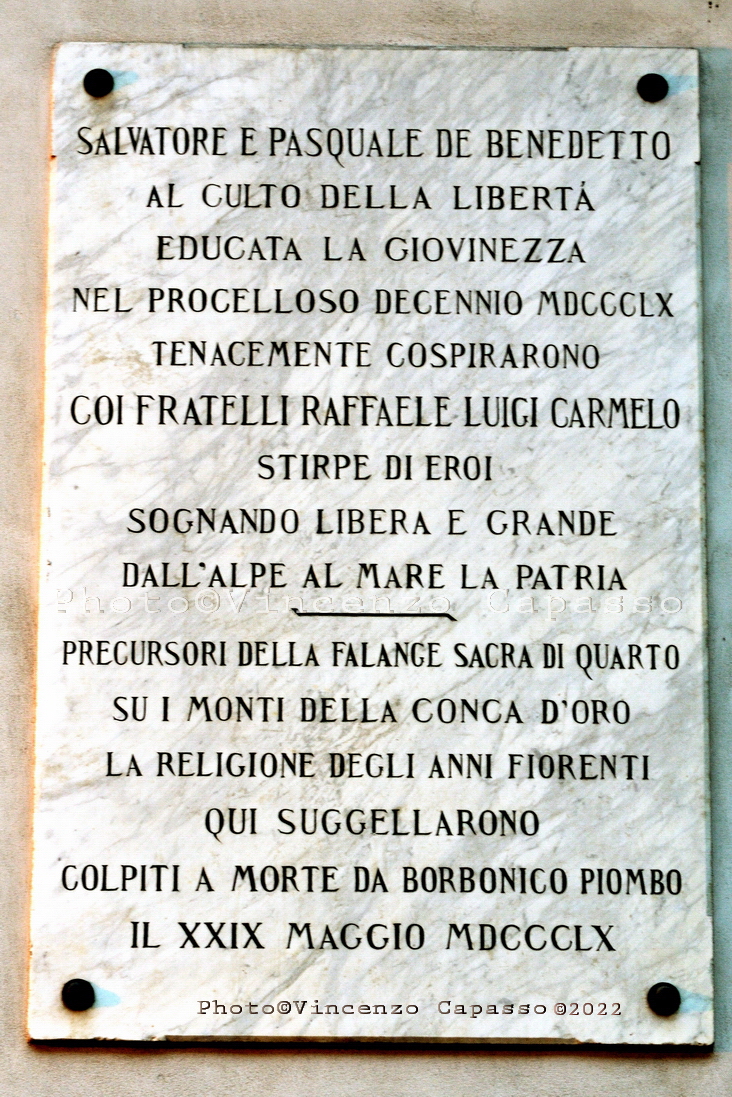 SALVATORE E PASQUALE DE BENEDETTO
AL CULTO DELLA LIBERTÁ
EDUCATA LA GIOVINEZZA
NEL PROCELLOSO DECENNIO MDCCCLX
TENACEMENTE COSPIRARONO
COI FRATELLI RAFFAELE LUIGI CARMELO
STIRPE DI EROI
SOGNANDO LIBERA E GRANDE
DALL'ALPE AL MARE LA PATRIA
Photo©Vincenzo Capasso
PRECURSORI DELLA FALANGE SACRA DI QUARTO
SU I MONTI DELLA CONCA D'ORO
LA RELIGIONE DEGLI ANNI FIORENTI
QUI SUGGELLARONO
COLPITI A MORTE DA BORBONICO PIOMBO
IL XXIX MAGGIO MDCCCLX
Photo©Vincenzo Capasso ©2022